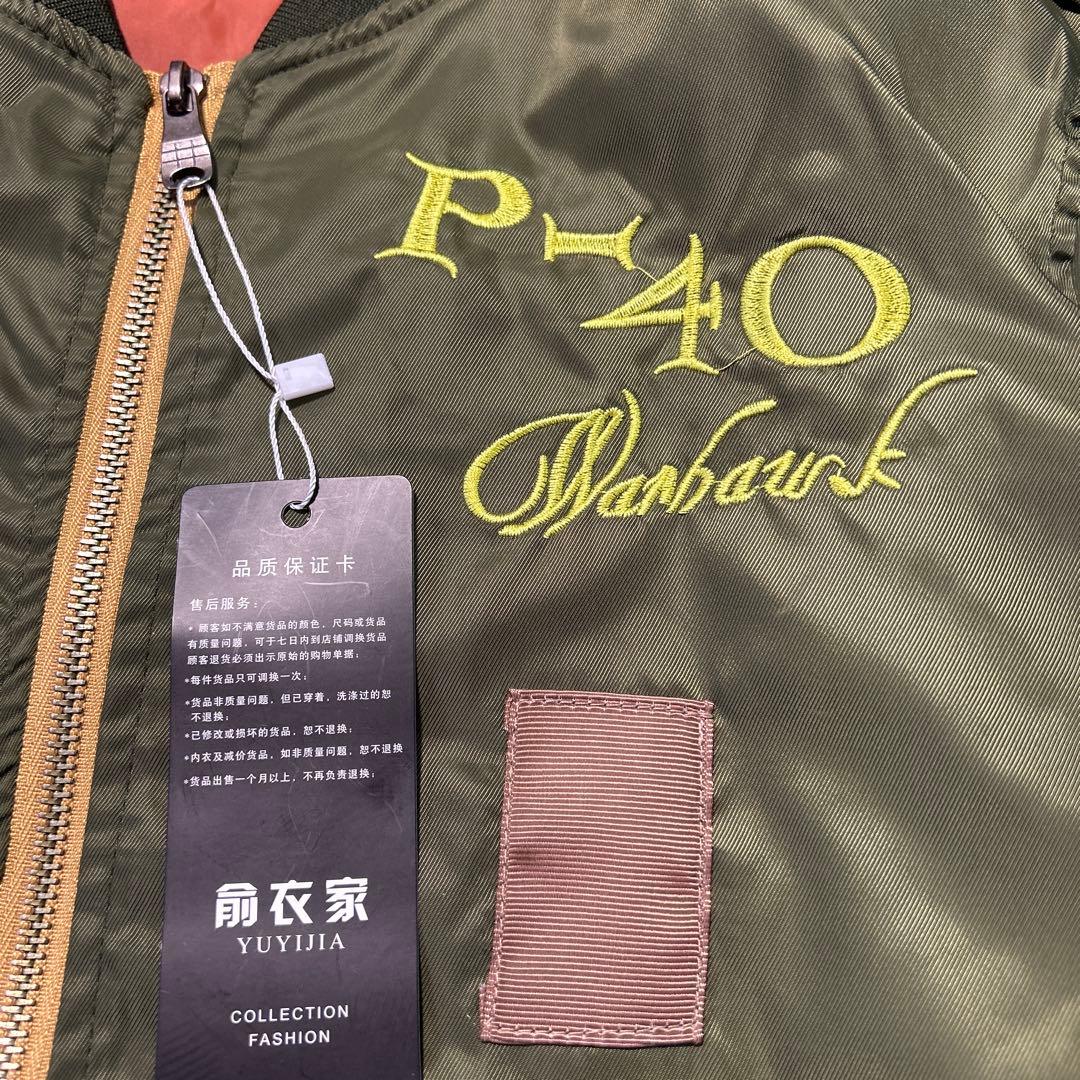 P-40
Warhawk
品质保证卡
售后服务：
* 顾客如不满意货品的颜色，尺码或货品
有质量问题，可于七日内到店铺调换货品
顾客退货必须出示原始的购物单据；
*每件货品只可调换一次；
*货品非质量问题，但已穿着，洗涤过的恕
不退换；
*已修改或损坏的货品，恕不退换；
*内衣及减价货品，如非质量问题，恕不退换
*货品出售一个月以上，不再负责退换；
俞衣家
YUYIJIA
COLLECTION
FASHION